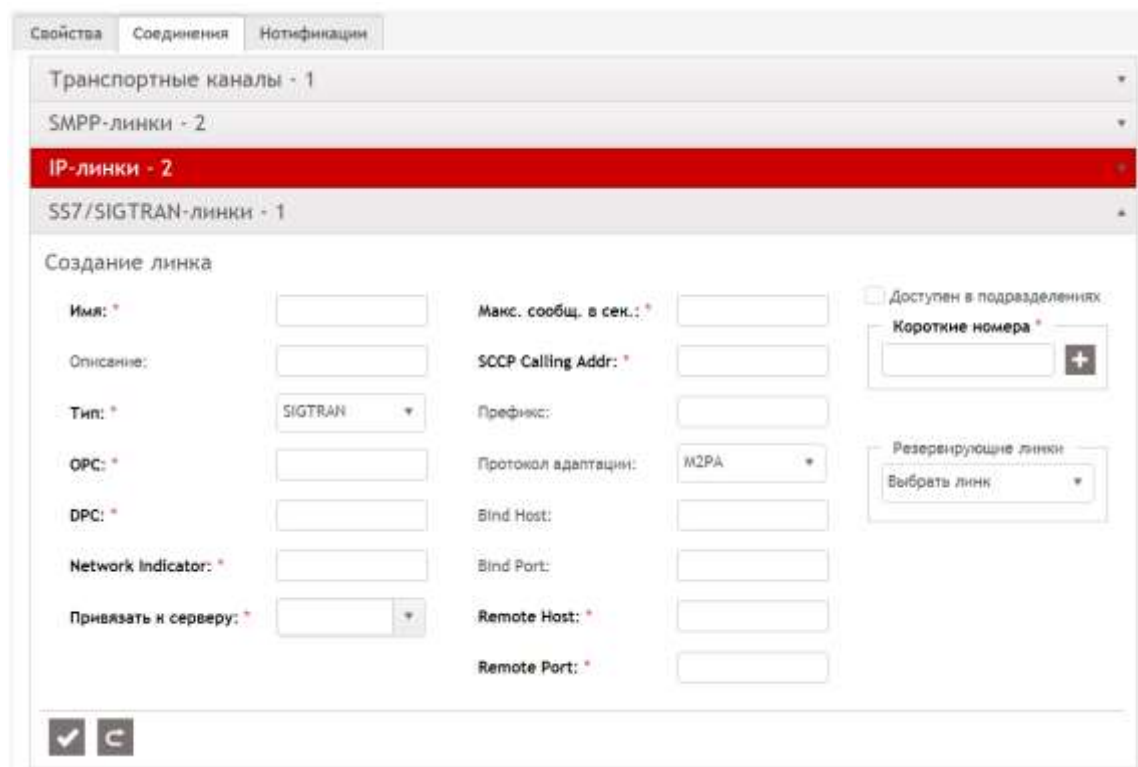 Свойства Соединения Нотификации
Транспортные каналы - 1
SMPP-линки - 2
IP-линки - 2
SS7/SIGTRAN-линки - 1
Создание линка
Имя: *
Описание:
Тип: * SIGTRAN
OPC: *
DPC: *
Network Indicator: *
Привязать к серверу: *
Макс. сообщ. в сек.: *
SCCP Calling Addr: *
Префикс:
Протокол адаптации: M2PA
Bind Host:
Bind Port:
Remote Host: *
Remote Port: *
Доступен в подразделениях
Короткие номера *
Резервирующие линки
Выбрать линк